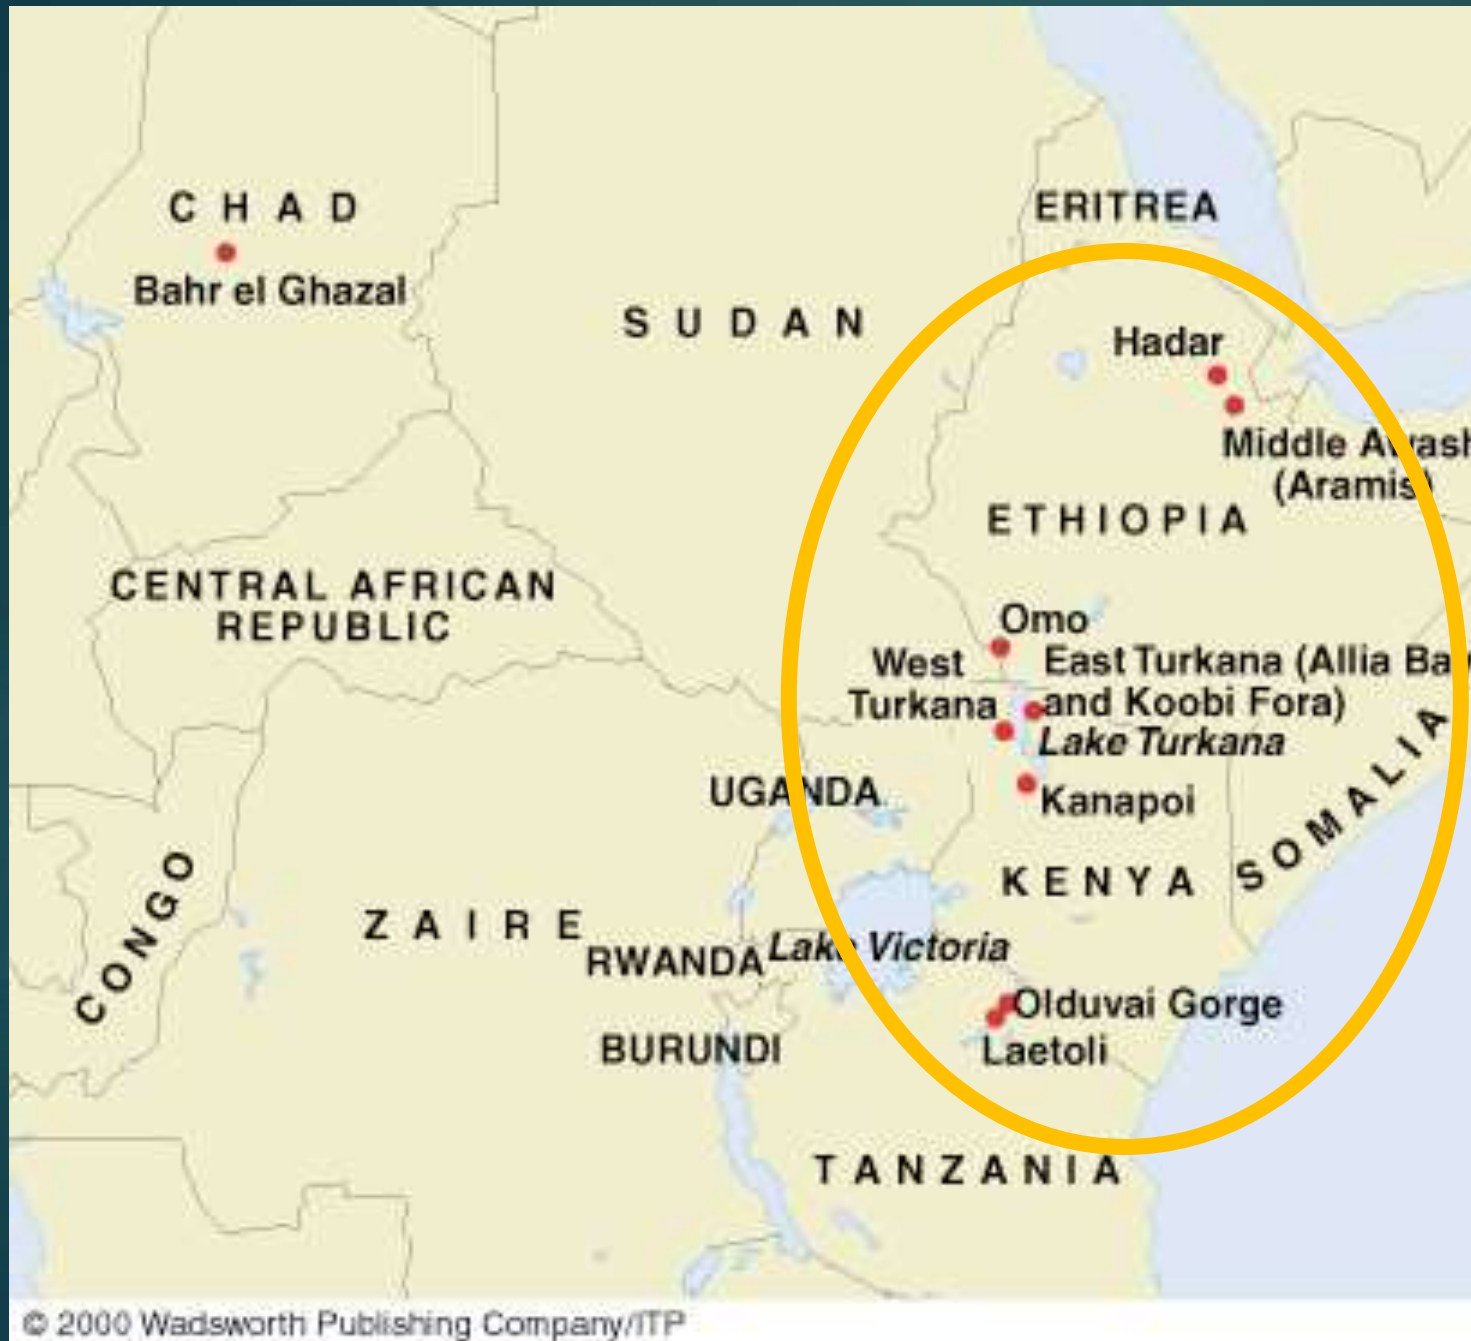 CHAD
Bahr el Ghazal
ERITREA
SUDAN
Hadar
Middle Awash
(Aramis)
ETHIOPIA
CENTRAL AFRICAN
REPUBLIC
Omo
West
Turkana
East Turkana (Allia Ba
and Koobi Fora)
Lake Turkana
UGANDA
Kanapoi
SOMALIA
KENYA
CONGO
ZAIRE
RWANDA
Lake Victoria
Olduvai Gorge
BURUNDI
Laetoli
TANZANIA
© 2000 Wadsworth Publishing Company/ITP